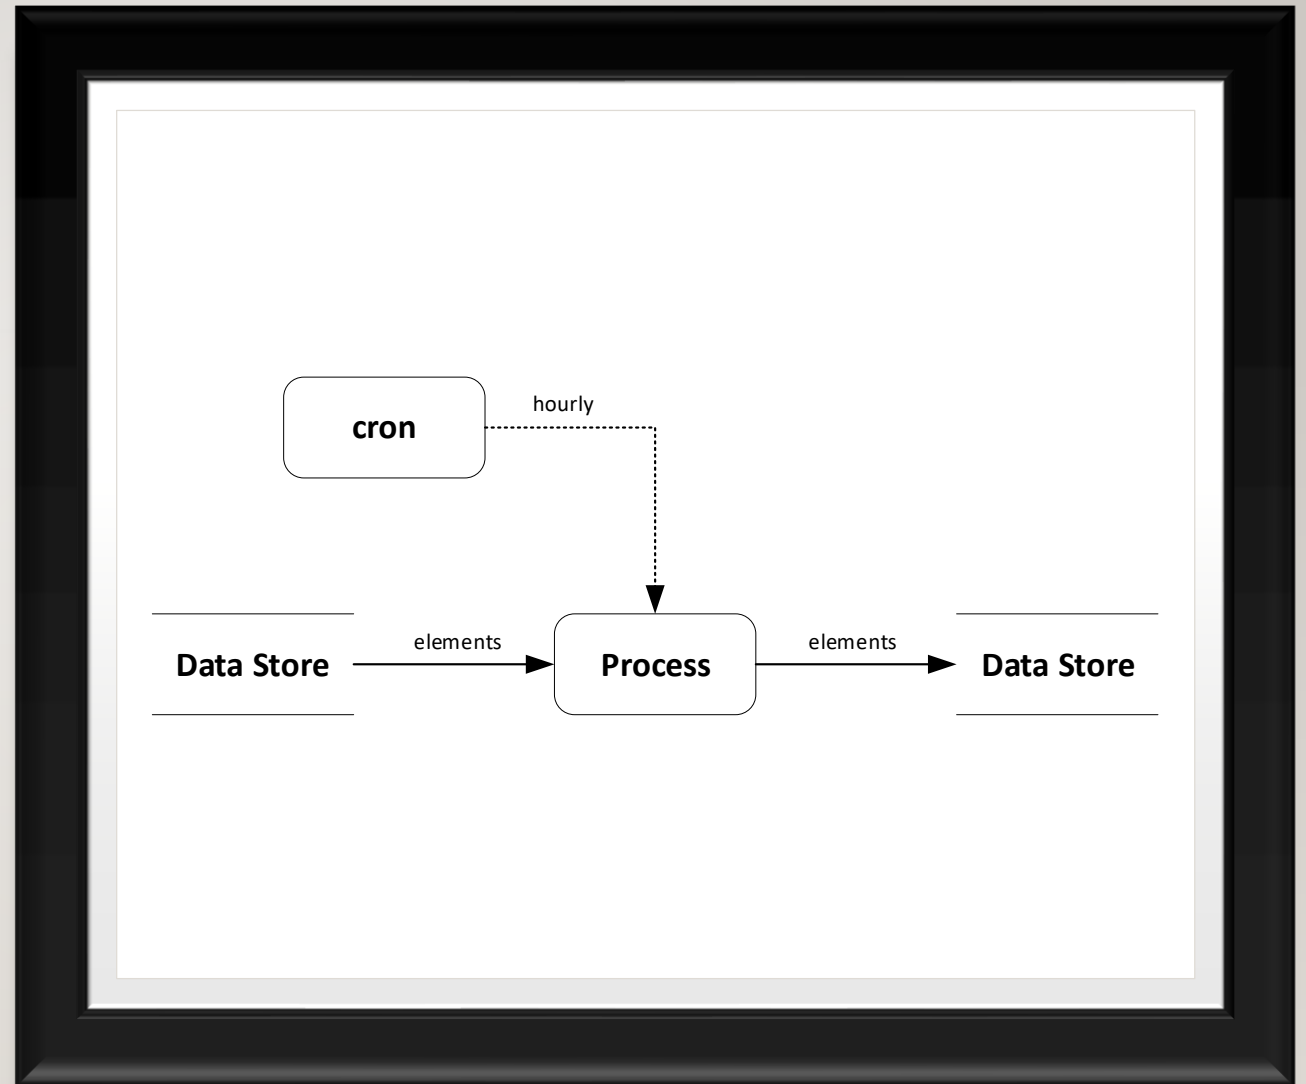 cron
hourly
Data Store
elements
Process
elements
Data Store